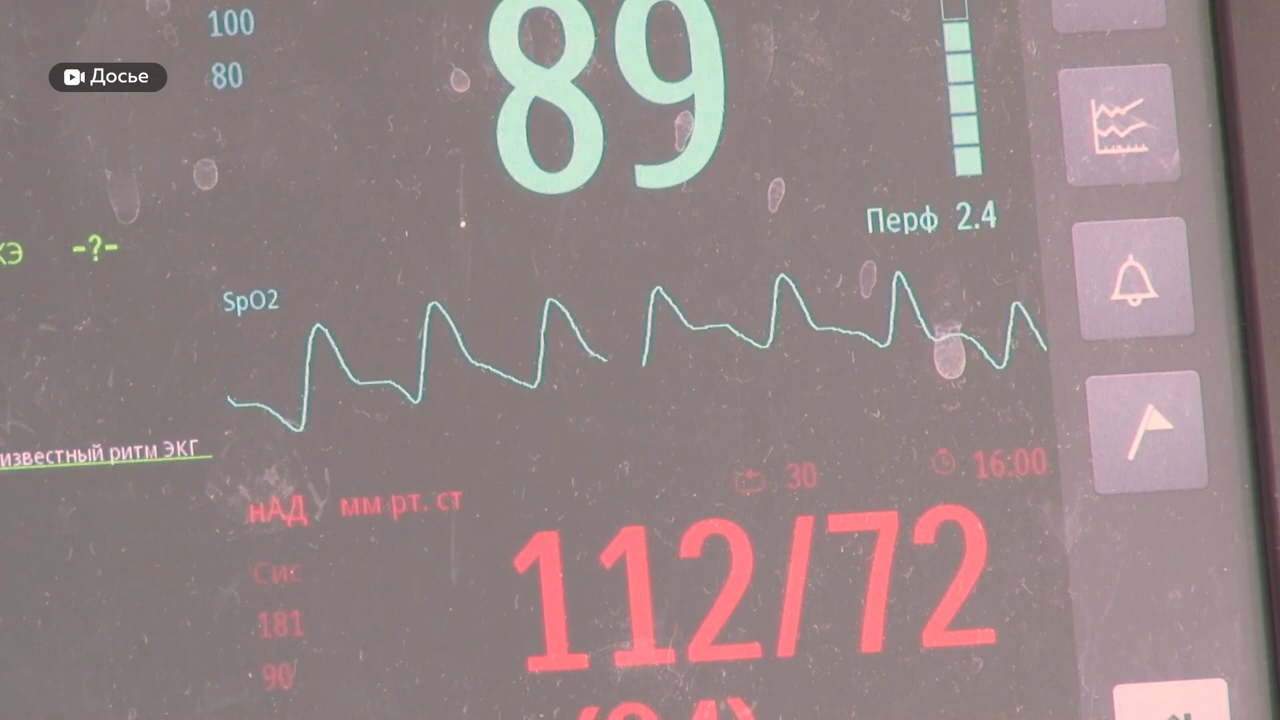 100
89
Досье
80
Перф 2.4
-?-
SpO2
известный ритм ЭКГ
30
16:00
нАД мм рт. ст
112/72
Сис
181
90